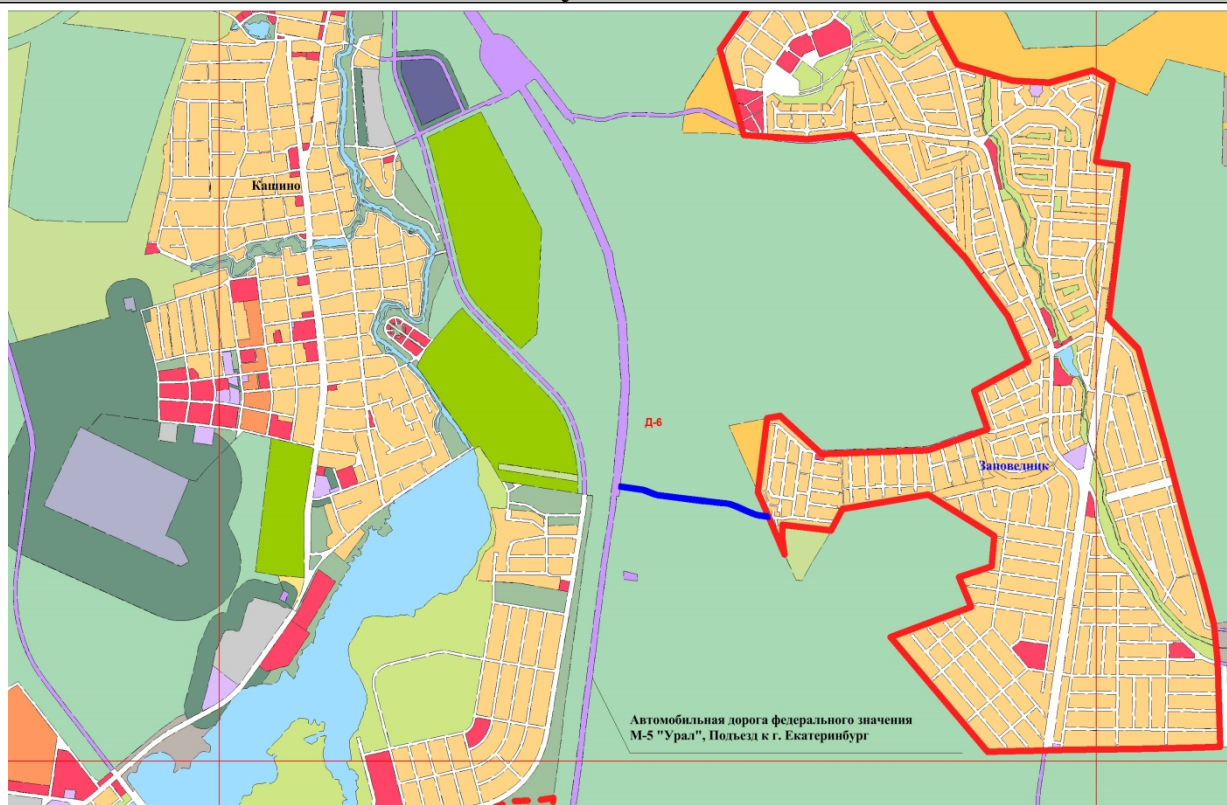 Кашино
Д-6
Заповедник
Автомобильная дорога федерального значения
М-5 "Урал", Подъезд к г. Екатеринбург